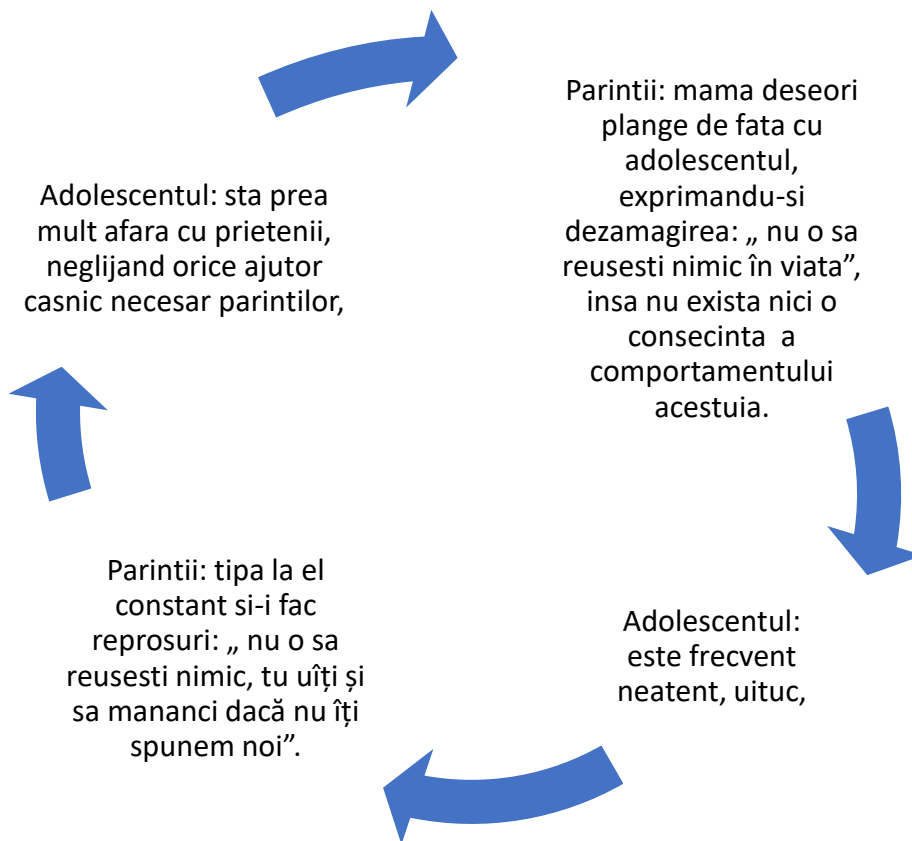 Adolescentul: sta prea
mult afara cu prietenii,
neglijand orice ajutor
casnic necesar parintilor,
Parintii: mama deseori
plange de fata cu
adolescentul,
exprimandu-si
dezamagirea: „ nu o sa
reusesti nimic în viata”,
insa nu exista nici o
consecinta  a
comportamentului
acestuia.
Adolescentul:
este frecvent
neatent, uituc,
Parintii: tipa la el
constant si-i fac
reprosuri: „ nu o sa
reusesti nimic, tu uîți și
sa mananci dacă nu îți
spunem noi”.